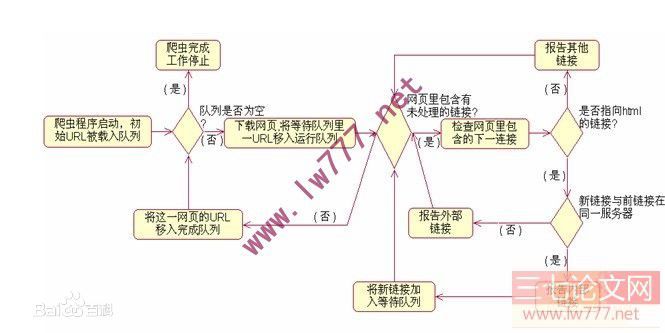 爬虫完成
工作停止
报告其他
链接
(是)
(否)
爬虫程序启动，初
始URL被载入队列
队列是否为空
?
(否)
下载网页,将等待队列里
一URL移入运行队列
网页里包含有
未处理的链接?
(是)
检查网页里包
含的下一连接
是否指向html
的链接?
(是)
将这一网页的URL
移入完成队列
(否)
报告外部
链接
(否)
新链接与前链接在
同一服务器
(是)
将新链接加
入等待队列
报告内部
链接
www.lw777.net
Bai百科
三七论文网
www.lw777.net